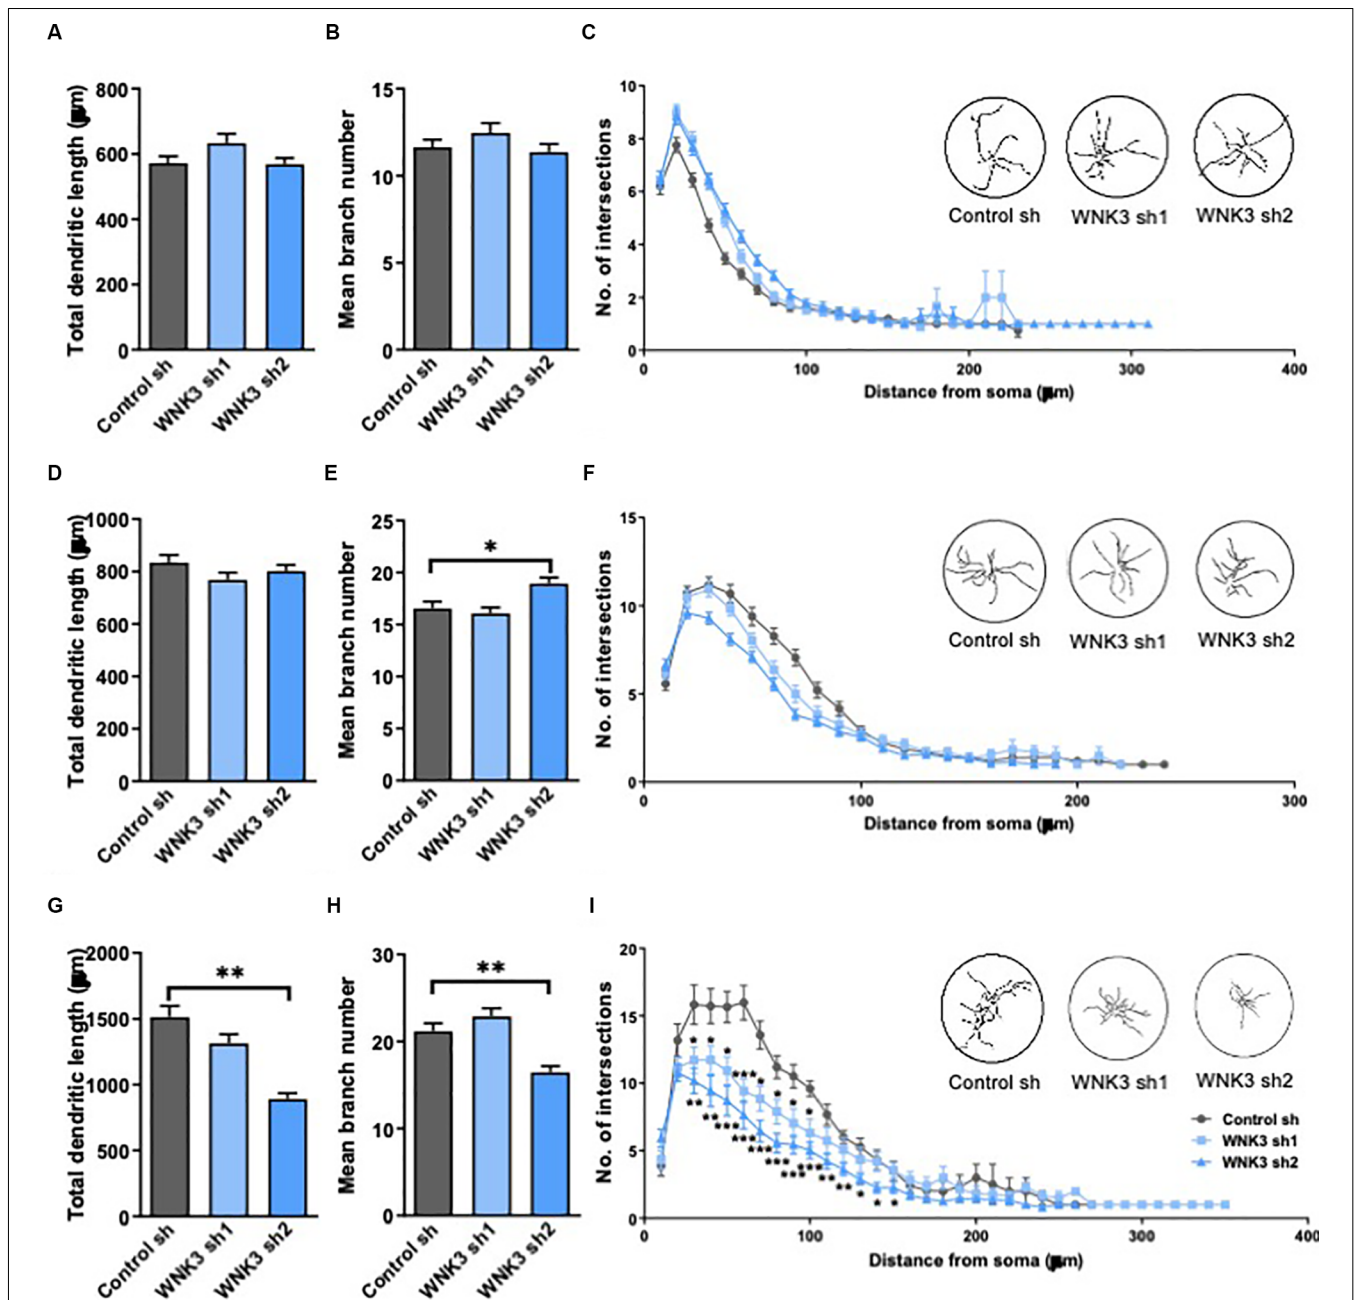 A
Total dendritic length (μm)
800
600
400
200
0
Control sh
WNK3 sh1
WNK3 sh2
B
Mean branch number
15
10
5
0
Control sh
WNK3 sh1
WNK3 sh2
C
No. of intersections
10
8
6
4
2
0
0 100 200 300 400
Distance from soma (μm)
Control sh WNK3 sh1 WNK3 sh2
D
Total dendritic length (μm)
1000
800
600
400
200
0
Control sh
WNK3 sh1
WNK3 sh2
E
Mean branch number
25
20
15
10
5
0
*
Control sh
WNK3 sh1
WNK3 sh2
F
No. of intersections
15
10
5
0
0 100 200 300
Distance from soma (μm)
Control sh WNK3 sh1 WNK3 sh2
G
Total dendritic length (μm)
2000
1500
1000
500
0
**
Control sh
WNK3 sh1
WNK3 sh2
H
Mean branch number
30
20
10
0
**
Control sh
WNK3 sh1
WNK3 sh2
I
No. of intersections
20
15
10
5
0
0 100 200 300 400
Distance from soma (μm)
Control sh WNK3 sh1 WNK3 sh2
Control sh
WNK3 sh1
WNK3 sh2